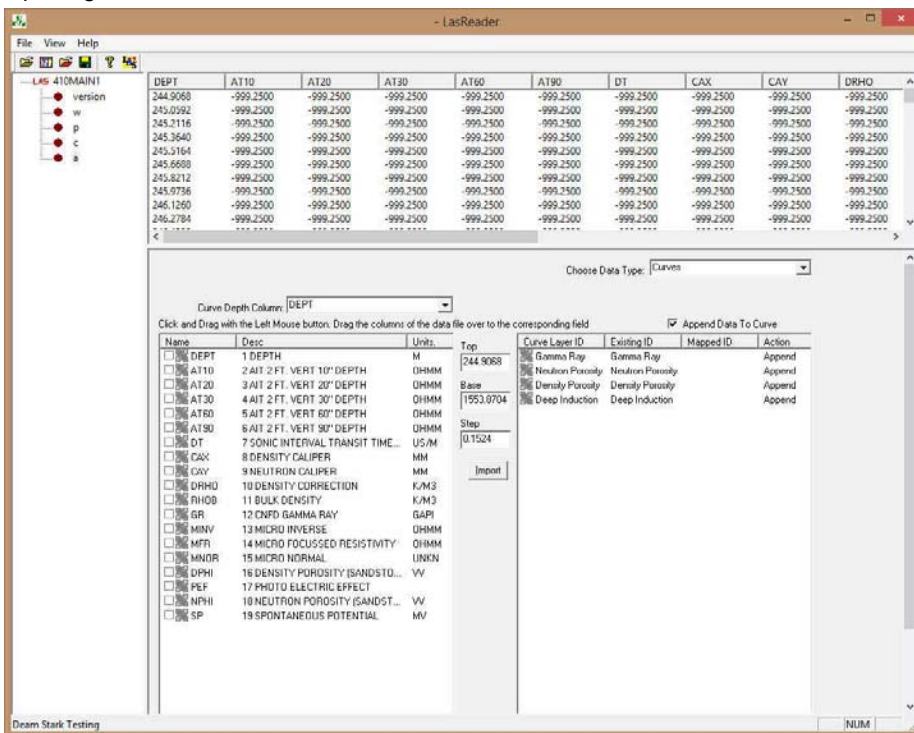 - LasReader
File View Help
LAS 410MAIN1
version
w
p
c
a
DEPT AT10 AT20 AT30 AT60 AT90 DT CAX CAY DRHO
244.9068 -999.2500 -999.2500 -999.2500 -999.2500 -999.2500 -999.2500 -999.2500 -999.2500 -999.2500
245.0592 -999.2500 -999.2500 -999.2500 -999.2500 -999.2500 -999.2500 -999.2500 -999.2500 -999.2500
245.2116 -999.2500 -999.2500 -999.2500 -999.2500 -999.2500 -999.2500 -999.2500 -999.2500 -999.2500
245.3640 -999.2500 -999.2500 -999.2500 -999.2500 -999.2500 -999.2500 -999.2500 -999.2500 -999.2500
245.5164 -999.2500 -999.2500 -999.2500 -999.2500 -999.2500 -999.2500 -999.2500 -999.2500 -999.2500
245.6688 -999.2500 -999.2500 -999.2500 -999.2500 -999.2500 -999.2500 -999.2500 -999.2500 -999.2500
245.8212 -999.2500 -999.2500 -999.2500 -999.2500 -999.2500 -999.2500 -999.2500 -999.2500 -999.2500
245.9736 -999.2500 -999.2500 -999.2500 -999.2500 -999.2500 -999.2500 -999.2500 -999.2500 -999.2500
246.1260 -999.2500 -999.2500 -999.2500 -999.2500 -999.2500 -999.2500 -999.2500 -999.2500 -999.2500
246.2784 -999.2500 -999.2500 -999.2500 -999.2500 -999.2500 -999.2500 -999.2500 -999.2500 -999.2500
Choose Data Type: Curves
Curve Depth Column: DEPT
Click and Drag with the Left Mouse button. Drag the columns of the data file over to the corresponding field
Append Data To Curve
Name Desc Units.
DEPT 1 DEPTH M
AT10 2 AIT 2 FT. VERT 10" DEPTH OHMM
AT20 3 AIT 2 FT. VERT 20" DEPTH OHMM
AT30 4 AIT 2 FT. VERT 30" DEPTH OHMM
AT60 5 AIT 2 FT. VERT 60" DEPTH OHMM
AT90 6 AIT 2 FT. VERT 90" DEPTH OHMM
DT 7 SONIC INTERVAL TRANSIT TIME... US/M
CAX 8 DENSITY CALIPER MM
CAY 9 NEUTRON CALIPER MM
DRHO 10 DENSITY CORRECTION K/M3
RHOB 11 BULK DENSITY K/M3
GR 12 CNFD GAMMA RAY GAPI
MINV 13 MICRO INVERSE OHMM
MFR 14 MICRO FOCUSSED RESISTIVITY OHMM
MNOR 15 MICRO NORMAL UNKN
DPHI 16 DENSITY POROSITY (SANDSTO... VV
PEF 17 PHOTO ELECTRIC EFFECT
NPHI 18 NEUTRON POROSITY (SANDST... VV
SP 19 SPONTANEOUS POTENTIAL MV
Top
244.9068
Base
1553.8704
Step
0.1524
Import
Curve Layer ID Existing ID Mapped ID Action
Gamma Ray Gamma Ray Append
Neutron Porosity Neutron Porosity Append
Density Porosity Density Porosity Append
Deep Induction Deep Induction Append
Deam Stark Testing
NUM